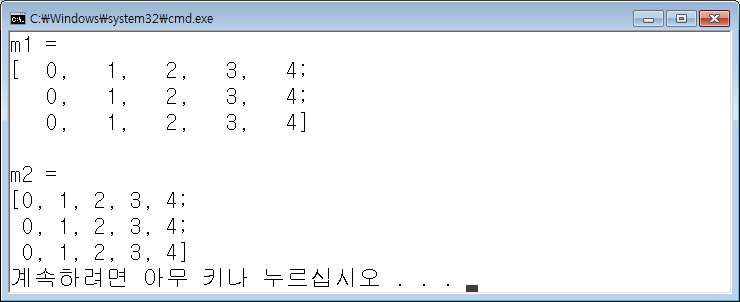 C:\Windows\system32\cmd.exe
m1 =
[  0,   1,   2,   3,   4;
   0,   1,   2,   3,   4;
   0,   1,   2,   3,   4]
m2 =
[0, 1, 2, 3, 4;
 0, 1, 2, 3, 4;
 0, 1, 2, 3, 4]
계속하려면 아무 키나 누르십시오 . . .